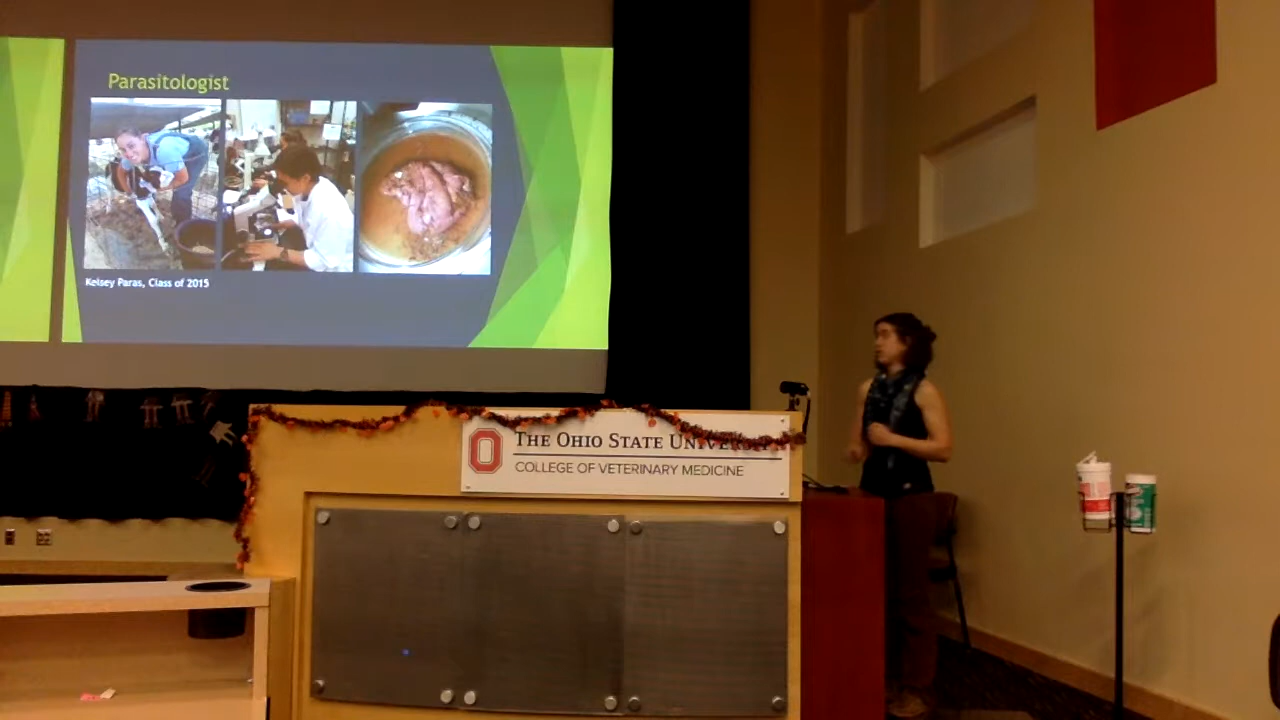 Parasitologist
Kelsey Paras, Class of 2015
THE OHIO STATE UNIVERSITY
COLLEGE OF VETERINARY MEDICINE